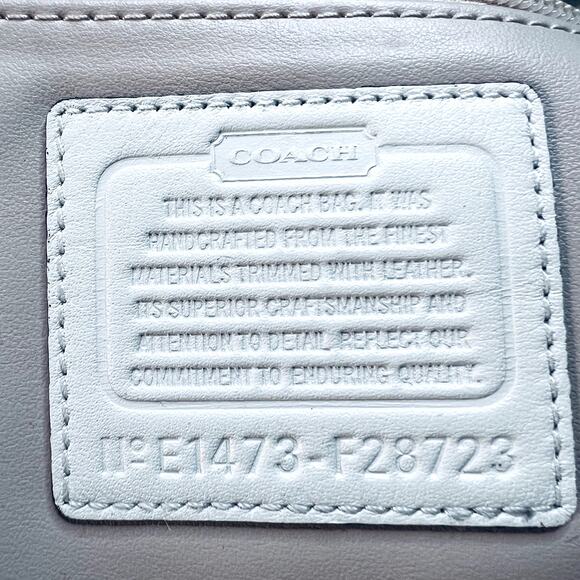 COACH
THIS IS A COACH BAG. IT WAS
HANDCRAFTED FROM THE FINEST
MATERIALS TRIMMED WITH LEATHER.
ITS SUPERIOR CRAFTSMANSHIP AND
ATTENTION TO DETAIL REFLECT OUR
COMMITMENT TO ENDURING QUALITY.
Nº E1473-F28723